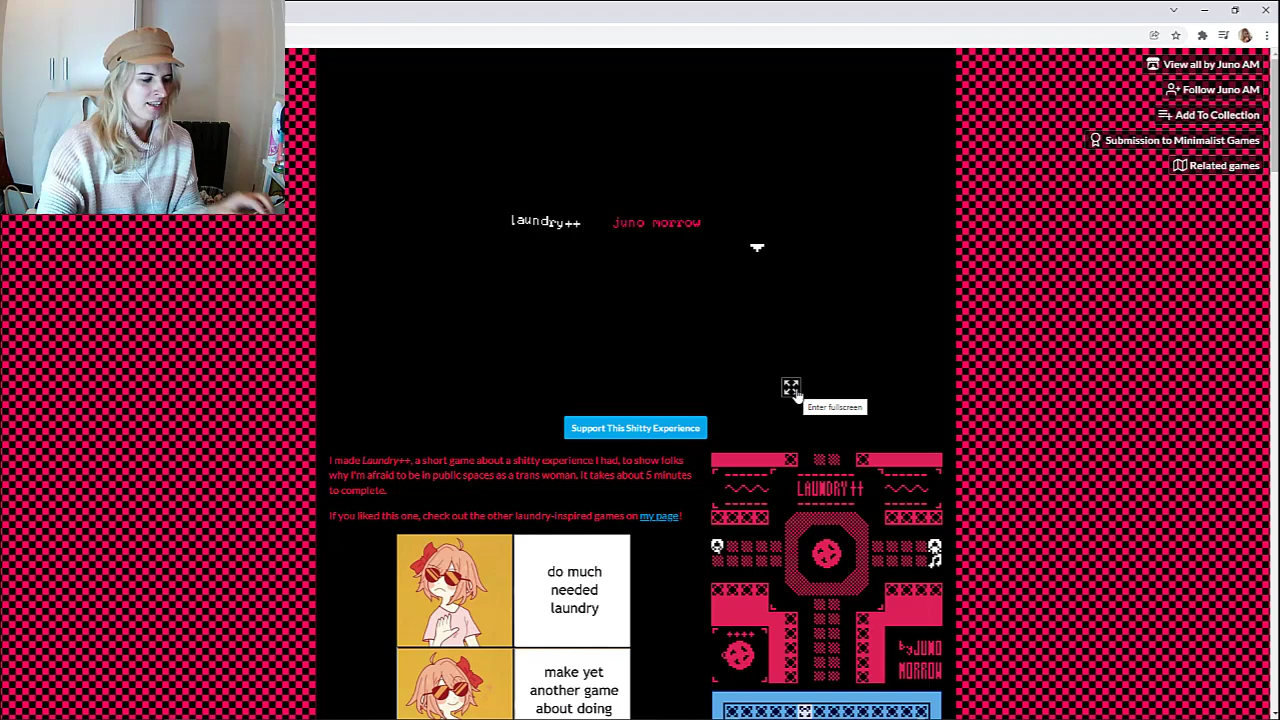 View all by Juno AM
Follow Juno AM
Add To Collection
Submission to Minimalist Games
Related games
laundry++ juno morrow
Enter fullscreen
Support This Shitty Experience
I made Laundry++, a short game about a shitty experience I had, to show folks
why I'm afraid to be in public spaces as a trans woman. It takes about 5 minutes
to complete.
If you liked this one, check out the other laundry-inspired games on my page!
do much
needed
laundry
make yet
another game
about doing
LAUNDRY++
++++
by JUNO
MORROW